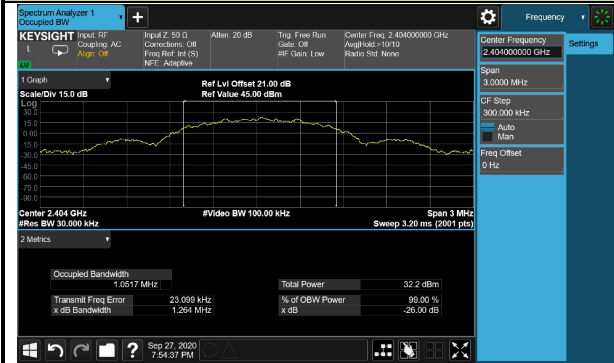 Spectrum Analyzer 1
Occupied BW
Frequency
KEYSIGHT
Input: RF
Coupling: AC
Align: Off
Input Z: 50 Ω
Corrections: Off
Freq Ref: Int (S)
NFE: Adaptive
Atten: 20 dB
Trig: Free Run
Gate: Off
#IF Gain: Low
Center Freq: 2.404000000 GHz
Avg|Hold:>10/10
Radio Std: None
L
LXI
Center Frequency
2.404000000 GHz
Settings
Span
3.0000 MHz
CF Step
300.000 kHz
Auto
Man
Freq Offset
0 Hz
1 Graph
Scale/Div 15.0 dB
Ref Lvl Offset 21.00 dB
Ref Value 45.00 dBm
Log
30.0
15.0
0.00
-15.0
-30.0
-45.0
-60.0
-75.0
-90.0
Center 2.404 GHz
#Video BW 100.00 kHz
Span 3 MHz
#Res BW 30.000 kHz
Sweep 3.20 ms (2001 pts)
2 Metrics
Occupied Bandwidth
1.0517 MHz
Total Power
32.2 dBm
Transmit Freq Error
23.099 kHz
% of OBW Power
99.00 %
x dB Bandwidth
1.264 MHz
x dB
-26.00 dB
Sep 27, 2020
7:54:37 PM